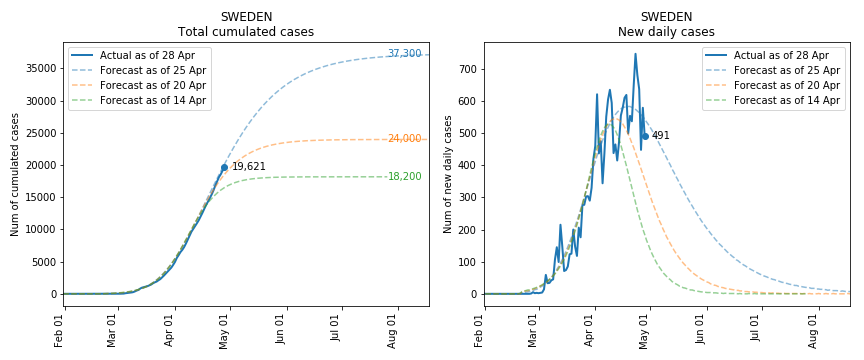 SWEDEN
Total cumulated cases
Actual as of 28 Apr
Forecast as of 25 Apr
Forecast as of 20 Apr
Forecast as of 14 Apr
37,300
24,000
18,200
19,621
Num of cumulated cases
35000
30000
25000
20000
15000
10000
5000
0
Feb 01
Mar 01
Apr 01
May 01
Jun 01
Jul 01
Aug 01
SWEDEN
New daily cases
Actual as of 28 Apr
Forecast as of 25 Apr
Forecast as of 20 Apr
Forecast as of 14 Apr
491
Num of new daily cases
700
600
500
400
300
200
100
0
Feb 01
Mar 01
Apr 01
May 01
Jun 01
Jul 01
Aug 01